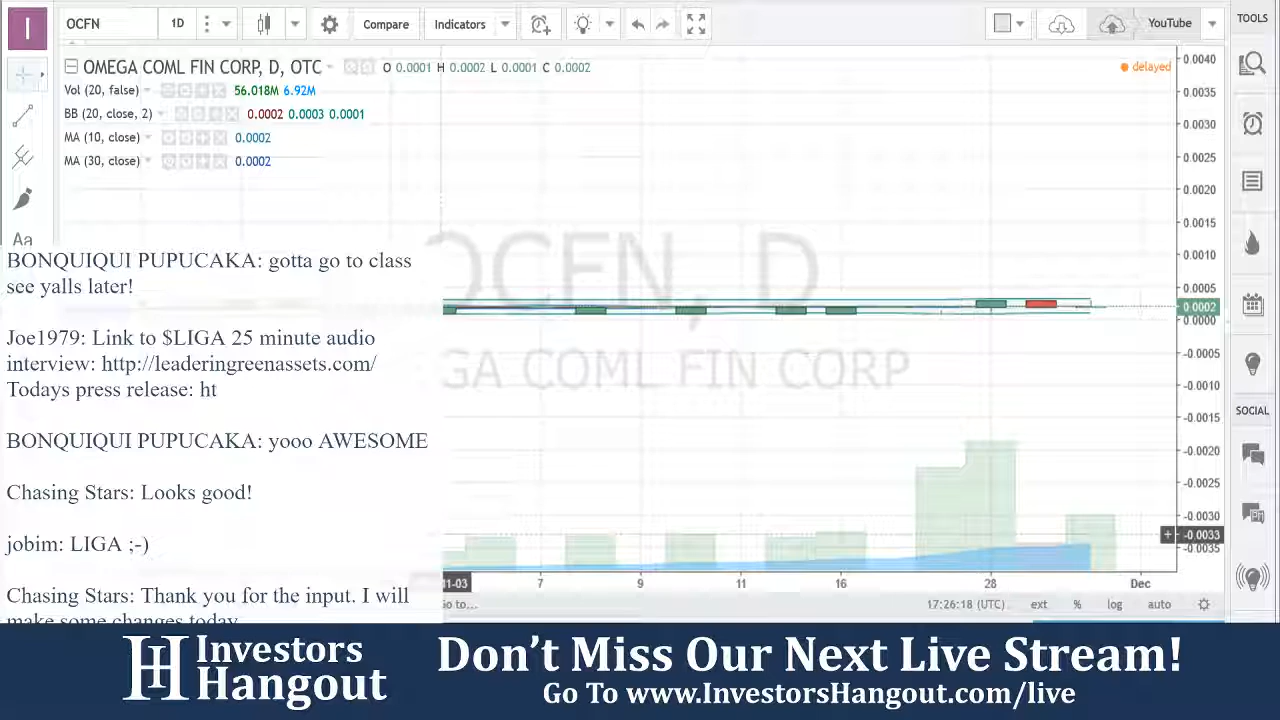 I
OCFN
1D
Compare
Indicators
YouTube
TOOLS
OMEGA COML FIN CORP, D, OTC
O 0.0001 H 0.0002 L 0.0001 C 0.0002
delayed
Vol (20, false)
56.018M 6.92M
BB (20, close, 2)
0.0002 0.0003 0.0001
MA (10, close)
0.0002
MA (30, close)
0.0002
Aa
0.0040
0.0035
0.0030
0.0025
0.0020
0.0015
0.0010
0.0005
0.0002
0.0000
-0.0005
-0.0010
-0.0015
-0.0020
-0.0025
-0.0030
-0.0033
-0.0035
OCFN, D
GA COML FIN CORP
SOCIAL
BONQUIQUI PUPUCAKA: gotta go to class
see yalls later!
Joe1979: Link to $LIGA 25 minute audio
interview: http://leaderingreenassets.com/
Todays press release: ht
BONQUIQUI PUPUCAKA: yooo AWESOME
Chasing Stars: Looks good!
jobim: LIGA ;-)
Chasing Stars: Thank you for the input. I will
make some changes today
11-03
7
9
11
16
28
Dec
to...
17:26:18 (UTC)
ext
%
log
auto
Investors
Hangout
Don’t Miss Our Next Live Stream!
Go To www.InvestorsHangout.com/live